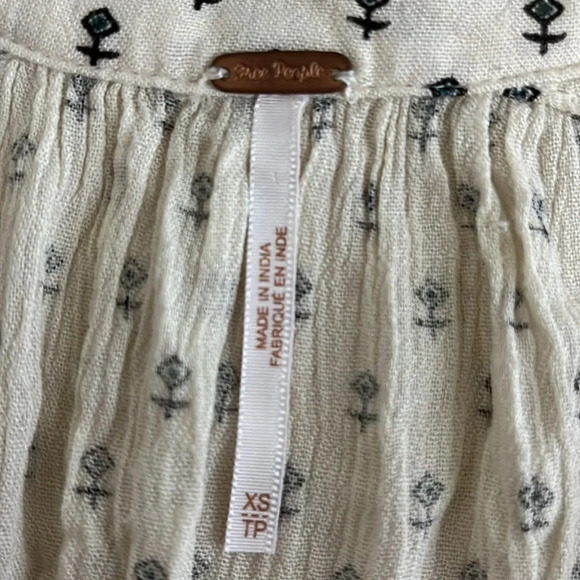 Free People
MADE IN INDIA
FABRIQUÉ EN INDE
XS
TP